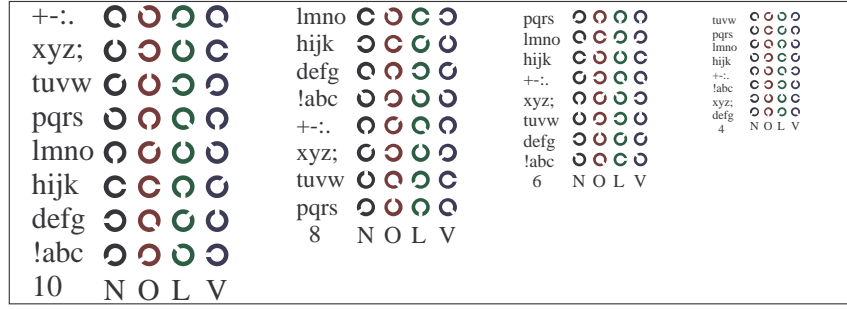 +-:.
xyz;
tuvw
pqrs
lmno
hijk
defg
!abc
10 N O L V
lmno
hijk
defg
!abc
+-:.
xyz;
tuvw
pqrs
8 N O L V
pqrs
lmno
hijk
+-:.
xyz;
tuvw
defg
!abc
6 N O L V
tuvw
pqrs
lmno
hijk
+-:.
!abc
xyz;
defg
4 N O L V